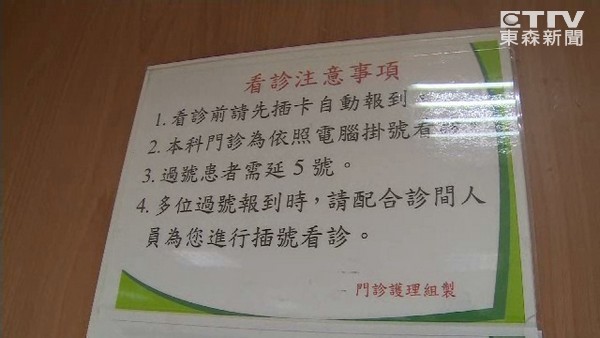 ETtV
東森新聞
看診注意事項
1. 看診前請先插卡自動報到
2. 本科門診為依照電腦掛號看診
3. 過號患者需延 5 號。
4. 多位過號報到時，請配合診間人
員為您進行插號看診。
門診護理組製